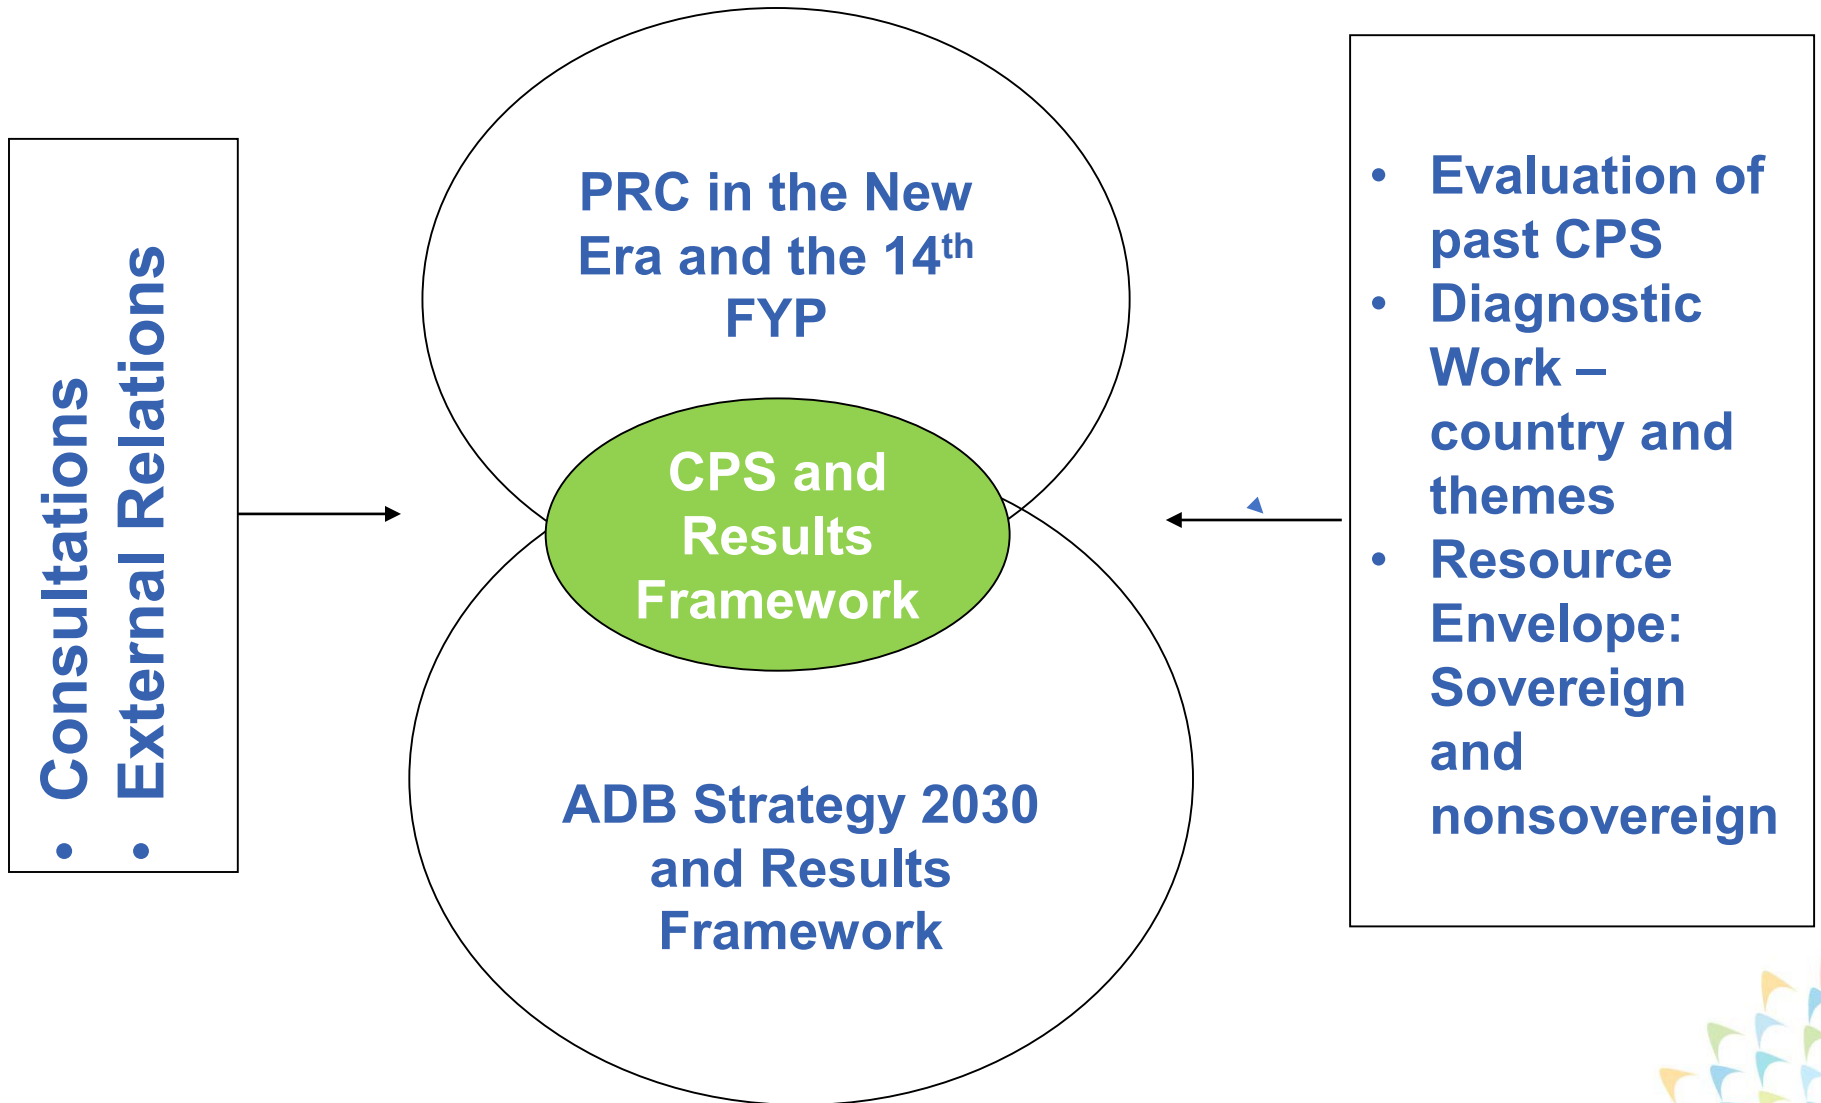 • Consultations
• External Relations
PRC in the New
Era and the 14th
FYP
CPS and
Results
Framework
ADB Strategy 2030
and Results
Framework
• Evaluation of
past CPS
• Diagnostic
Work –
country and
themes
• Resource
Envelope:
Sovereign
and
nonsovereign